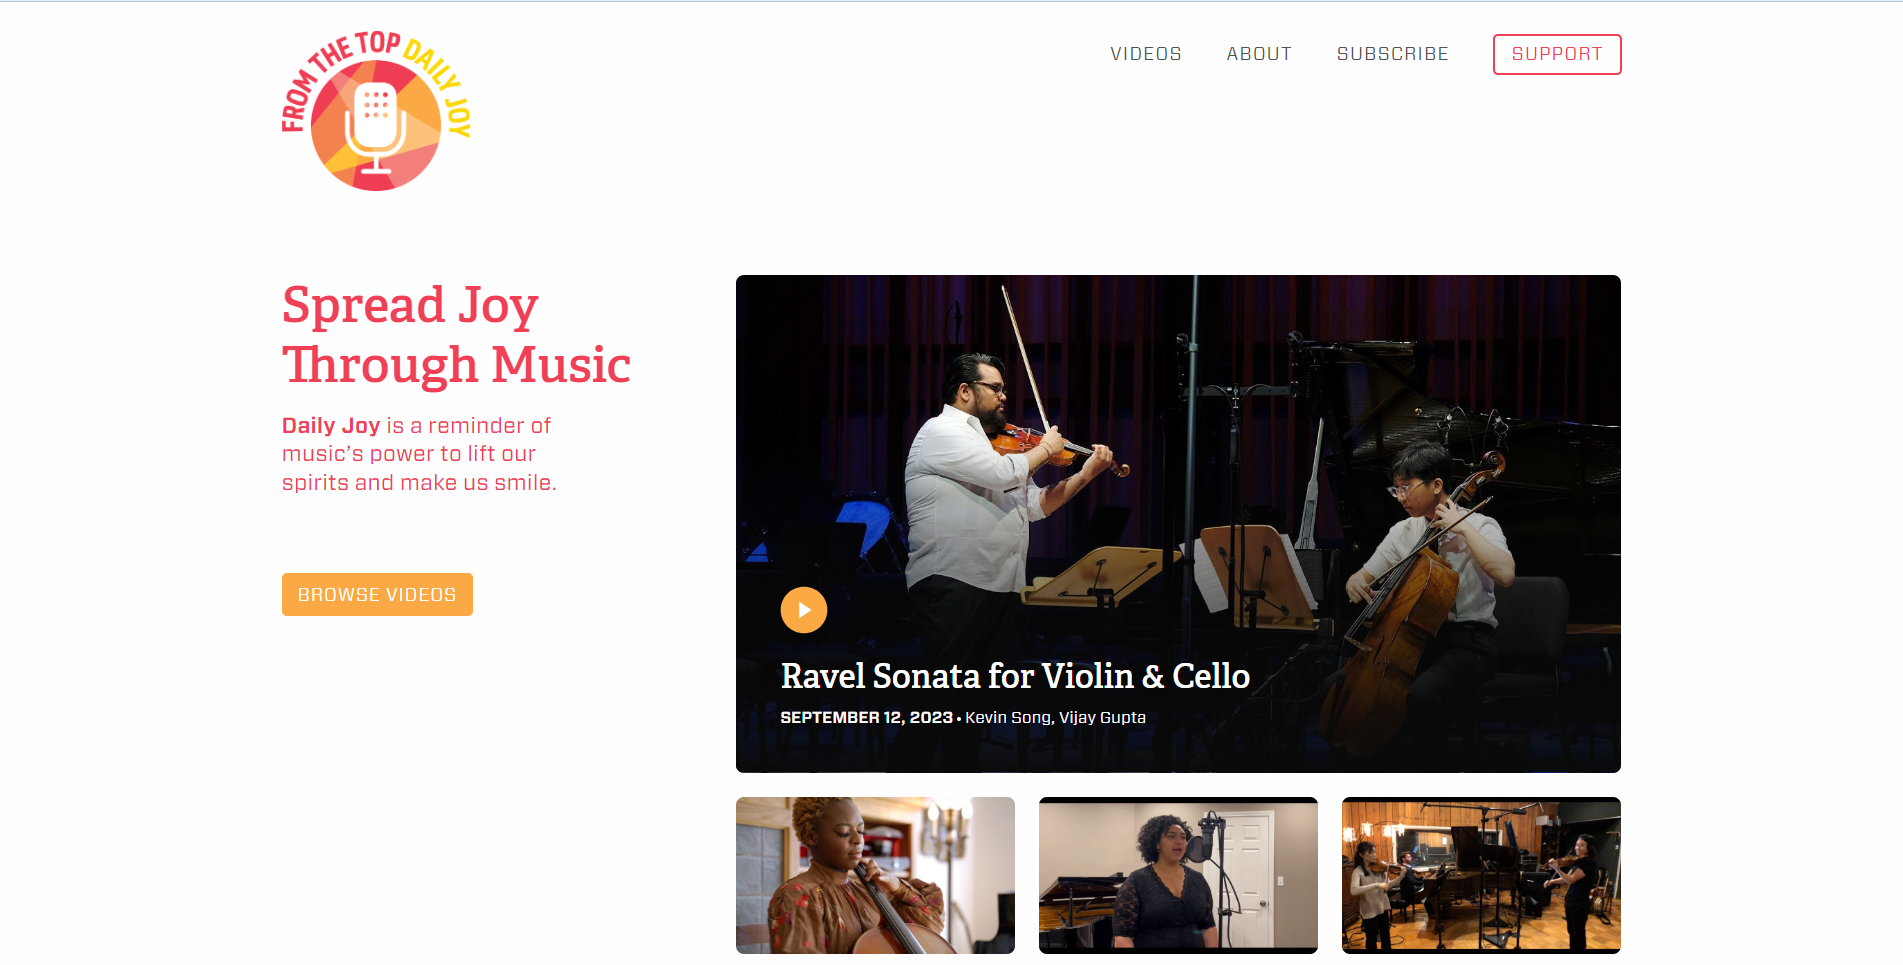 FROM THE TOP DAILY JOY
VIDEOS
ABOUT
SUBSCRIBE
SUPPORT
Spread Joy
Through Music
Daily Joy is a reminder of
music’s power to lift our
spirits and make us smile.
BROWSE VIDEOS
Ravel Sonata for Violin & Cello
SEPTEMBER 12, 2023 • Kevin Song, Vijay Gupta